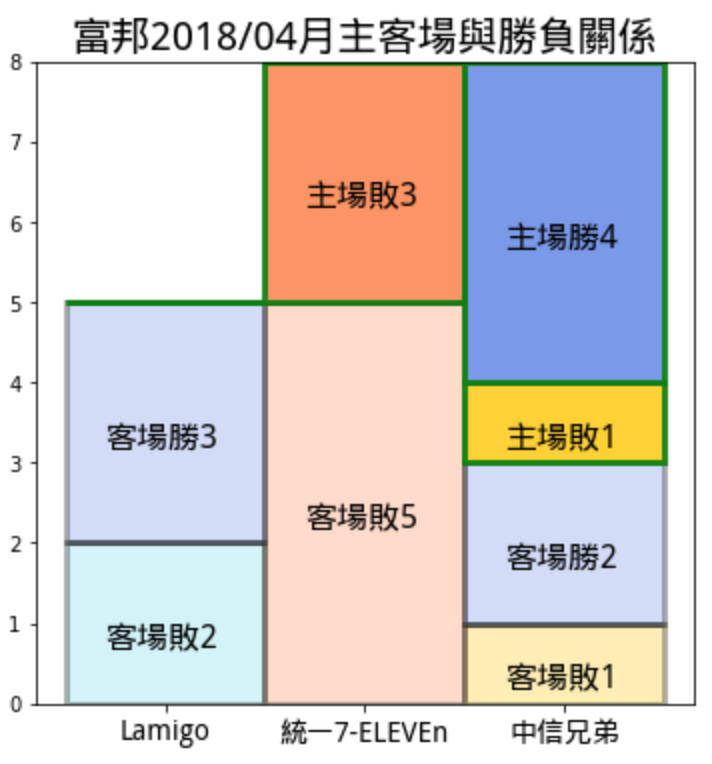 富邦2018/04月主客場與勝負關係
8
7
6
5
4
3
2
1
0
主場敗3
主場勝4
客場勝3
主場敗1
客場敗5
客場勝2
客場敗2
客場敗1
Lamigo
統一7-ELEVEn
中信兄弟